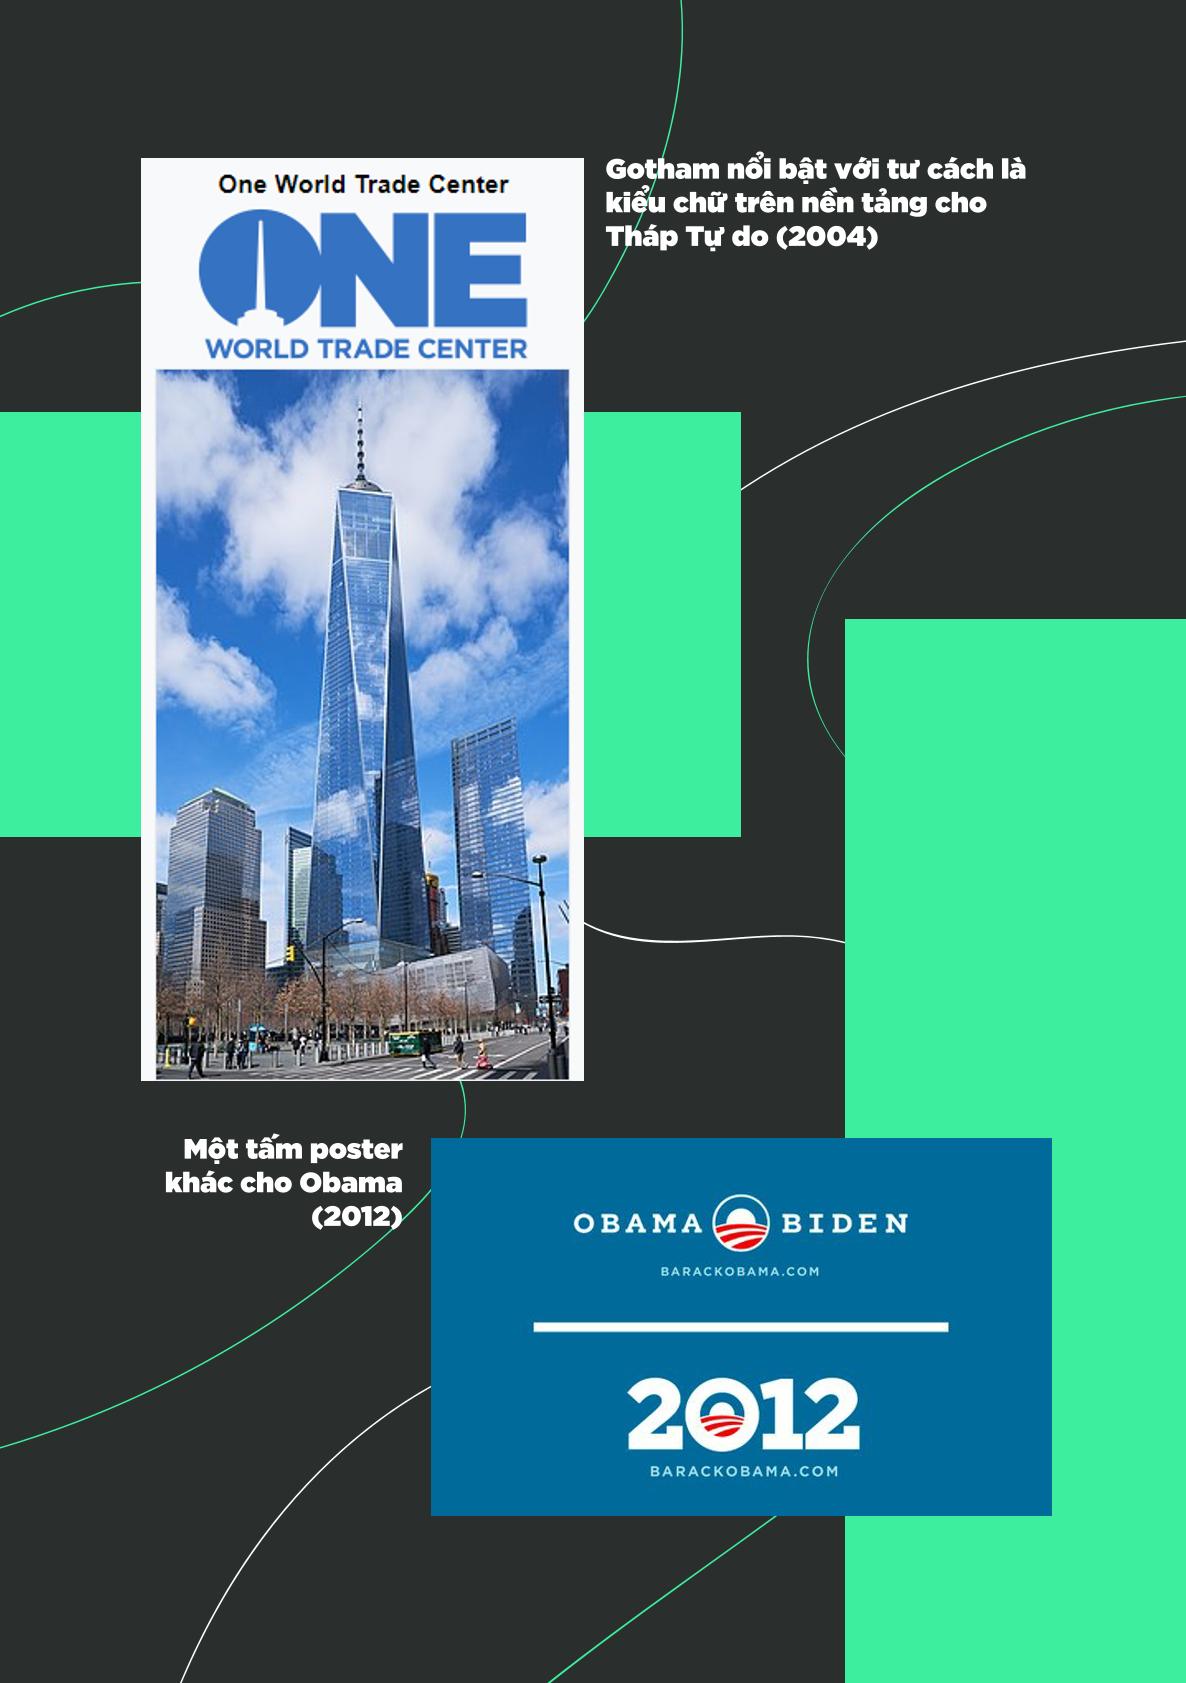 One World Trade Center
ONE
WORLD TRADE CENTER
Gotham nổi bật với tư cách là
kiểu chữ trên nền tảng cho
Tháp Tự do (2004)
Một tấm poster
khác cho Obama
(2012)
OBAMA BIDEN
BARACKOBAMA.COM
2012
BARACKOBAMA.COM